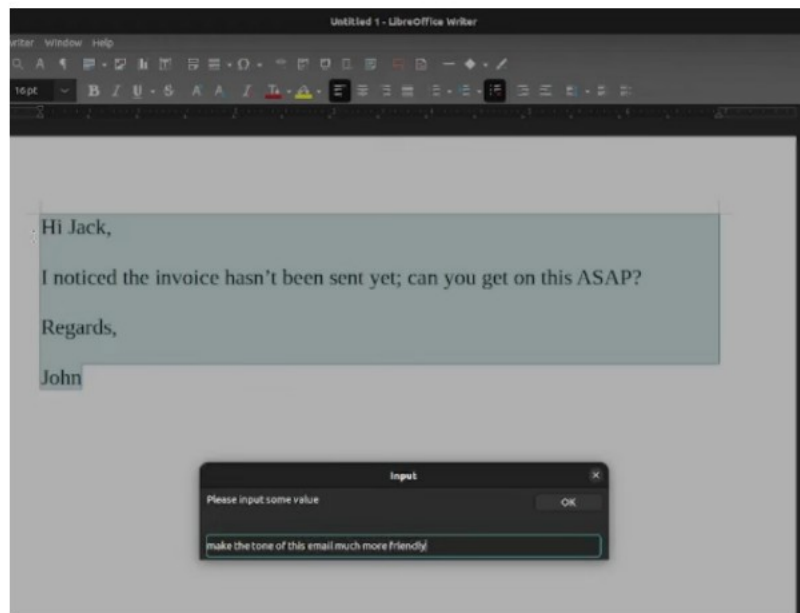 Untitled 1 - LibreOffice Writer
Window Help
16pt
Hi Jack,
I noticed the invoice hasn’t been sent yet; can you get on this ASAP?
Regards,
John
Input
Please input some value
OK
make the tone of this email much more friendly